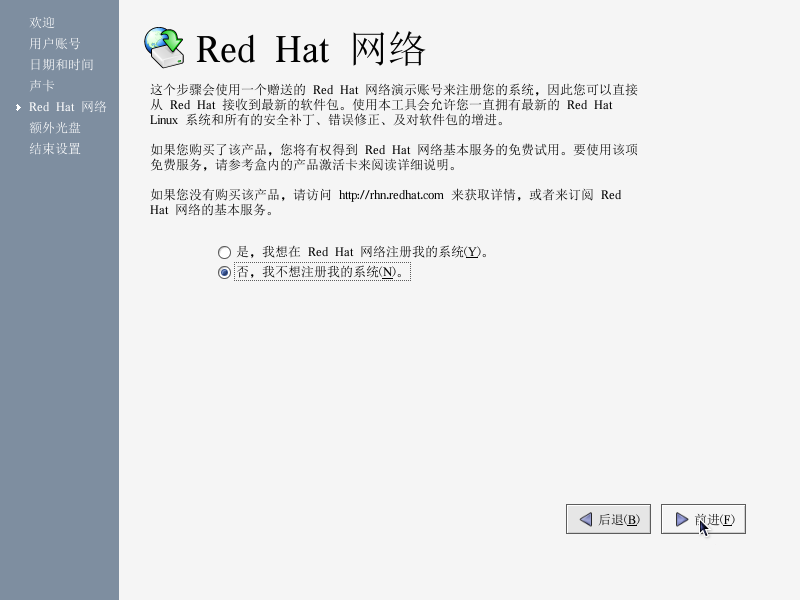 欢迎
用户账号
日期和时间
声卡
Red Hat 网络
额外光盘
结束设置
Red Hat 网络
这个步骤会使用一个赠送的 Red Hat 网络演示账号来注册您的系统，因此您可以直接
从 Red Hat 接收到最新的软件包。使用本工具会允许您一直拥有最新的 Red Hat
Linux 系统和所有的安全补丁、错误修正、及对软件包的增进。
如果您购买了该产品，您将有权得到 Red Hat 网络基本服务的免费试用。要使用该项
免费服务，请参考盒内的产品激活卡来阅读详细说明。
如果您没有购买该产品，请访问 http://rhn.redhat.com 来获取详情，或者来订阅 Red
Hat 网络的基本服务。
是，我想在 Red Hat 网络注册我的系统(Y)。
否，我不想注册我的系统(N)。
后退(B)
前进(F)